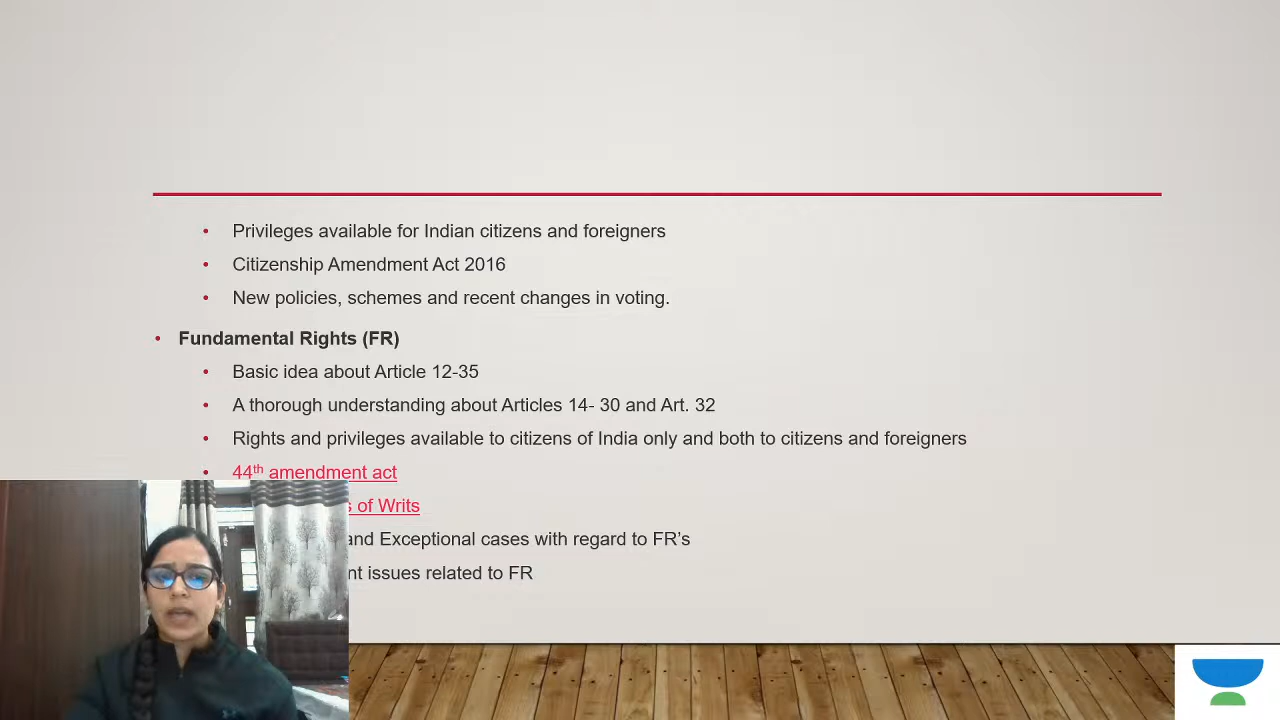 Privileges available for Indian citizens and foreigners
Citizenship Amendment Act 2016
New policies, schemes and recent changes in voting.
Fundamental Rights (FR)
Basic idea about Article 12-35
A thorough understanding about Articles 14- 30 and Art. 32
Rights and privileges available to citizens of India only and both to citizens and foreigners
44th amendment act
of Writs
and Exceptional cases with regard to FR's
issues related to FR